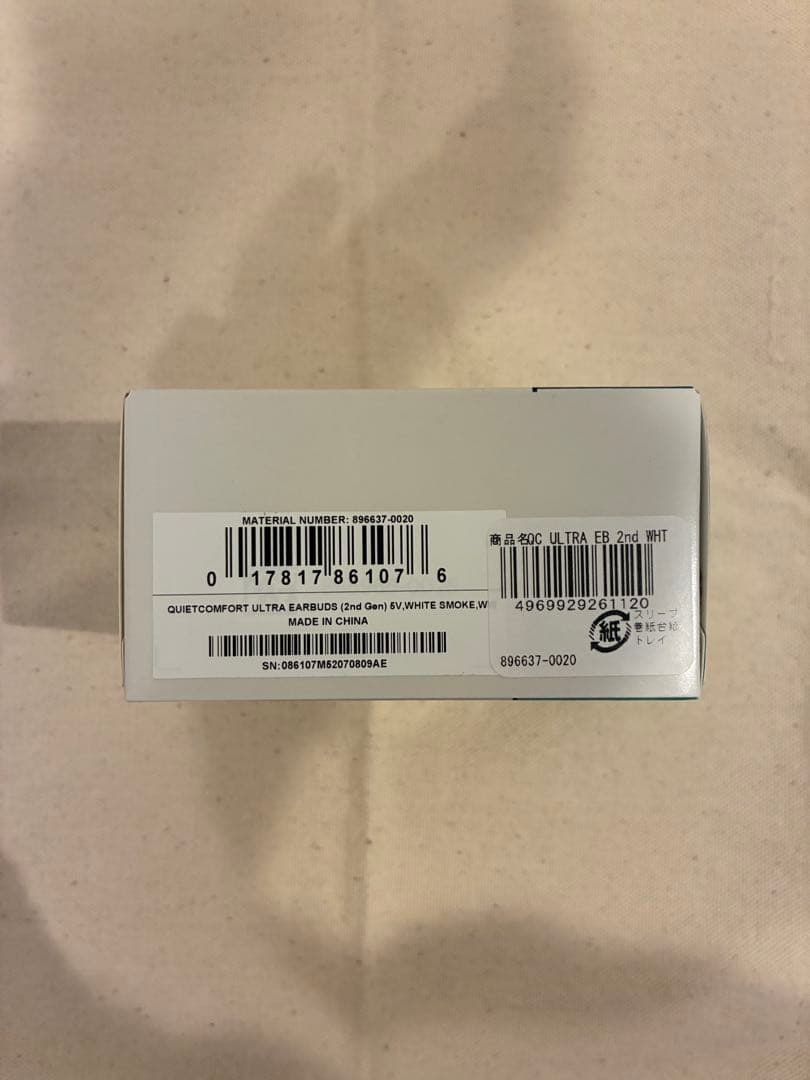 MATERIAL NUMBER: 896637-0020
0 17817 86107 6
QUIETCOMFORT ULTRA EARBUDS (2nd Gen) 5V,WHITE SMOKE,W
MADE IN CHINA
SN:086107M52070809AE
商品名QC ULTRA EB 2nd WHT
4969929261120
紙
スリーブ
巻紙台紙
トレイ
896637-0020